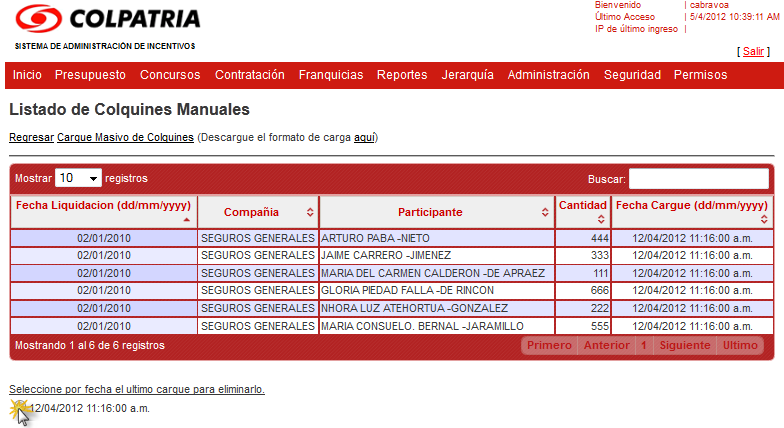 COLPATRIA
SISTEMA DE ADMINISTRACIÓN DE INCENTIVOS
Bienvenido | cabravoa
Último Acceso | 5/4/2012 10:39:11 AM
IP de último ingreso |
[ Salir ]
Inicio Presupuesto Concursos Contratación Franquicias Reportes Jerarquía Administración Seguridad Permisos
Listado de Colquines Manuales
Regresar Cargue Masivo de Colquines (Descargue el formato de carga aquí)
Mostrar 10 registros Buscar:
Fecha Liquidacion (dd/mm/yyyy) Compañia Participante Cantidad Fecha Cargue (dd/mm/yyyy)
02/01/2010 SEGUROS GENERALES ARTURO PABA -NIETO 444 12/04/2012 11:16:00 a.m.
02/01/2010 SEGUROS GENERALES JAIME CARRERO -JIMENEZ 333 12/04/2012 11:16:00 a.m.
02/01/2010 SEGUROS GENERALES MARIA DEL CARMEN CALDERON -DE APRAEZ 111 12/04/2012 11:16:00 a.m.
02/01/2010 SEGUROS GENERALES GLORIA PIEDAD FALLA -DE RINCON 666 12/04/2012 11:16:00 a.m.
02/01/2010 SEGUROS GENERALES NHORA LUZ ATEHORTUA -GONZALEZ 222 12/04/2012 11:16:00 a.m.
02/01/2010 SEGUROS GENERALES MARIA CONSUELO. BERNAL -JARAMILLO 555 12/04/2012 11:16:00 a.m.
Mostrando 1 al 6 de 6 registros Primero Anterior 1 Siguiente Ultimo
Seleccione por fecha el ultimo cargue para eliminarlo.
12/04/2012 11:16:00 a.m.